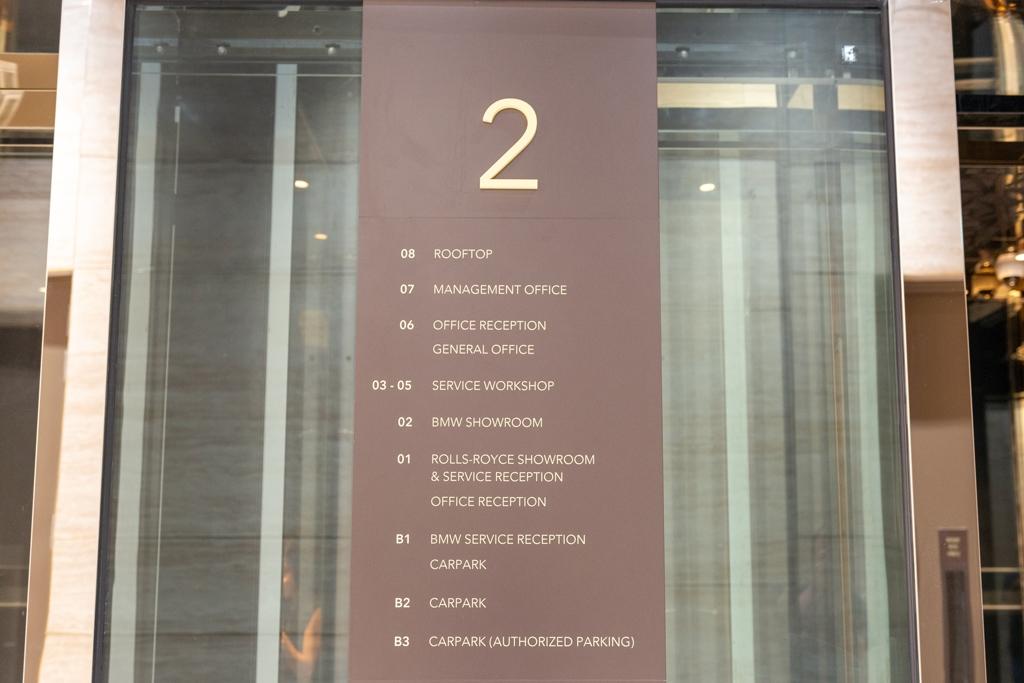 2
08 ROOFTOP
07 MANAGEMENT OFFICE
06 OFFICE RECEPTION
GENERAL OFFICE
03 - 05 SERVICE WORKSHOP
02 BMW SHOWROOM
01 ROLLS-ROYCE SHOWROOM
& SERVICE RECEPTION
OFFICE RECEPTION
B1 BMW SERVICE RECEPTION
CARPARK
B2 CARPARK
B3 CARPARK (AUTHORIZED PARKING)